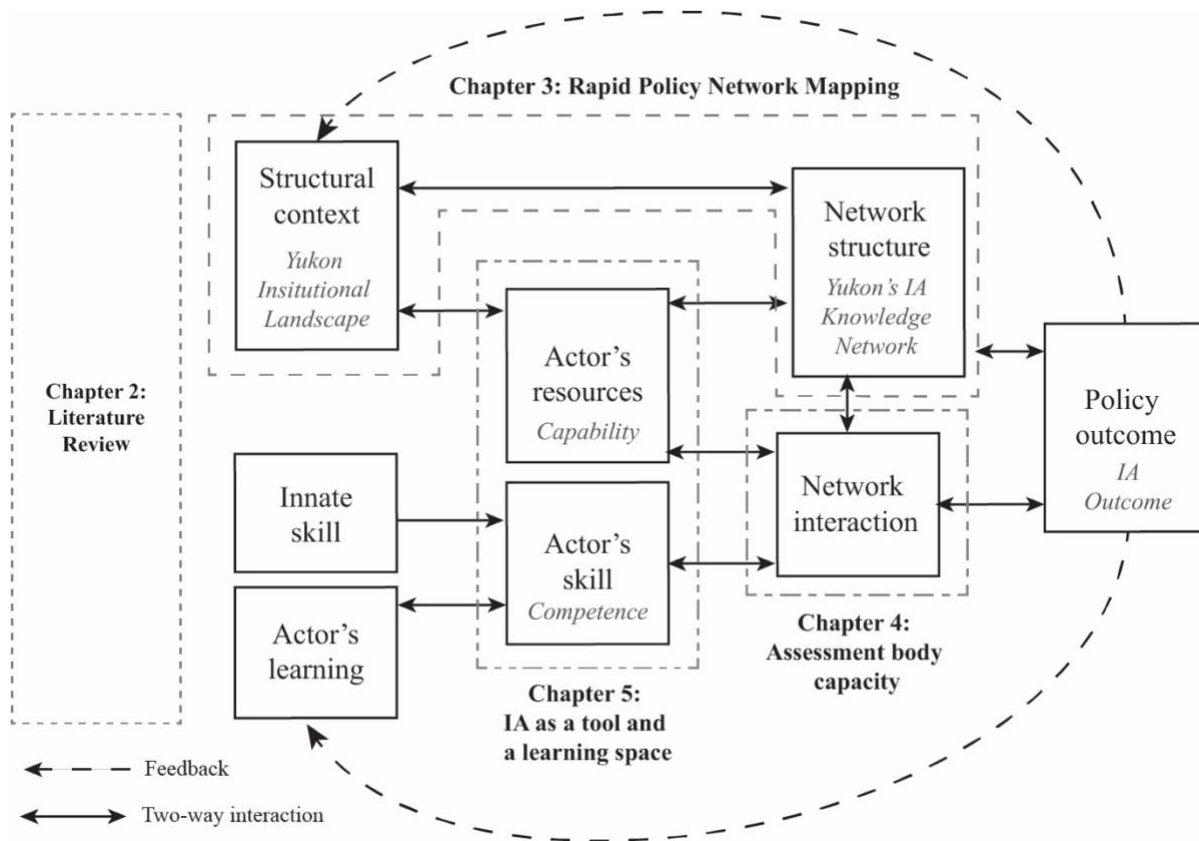 Chapter 3: Rapid Policy Network Mapping
Structural
context
Yukon
Insitutional
Landscape
Network
structure
Yukon's IA
Knowledge
Network
Chapter 2:
Literature
Review
Actor's
resources
Capability
Policy
outcome
IA
Outcome
Innate
skill
Network
interaction
Actor's
skill
Competence
Actor's
learning
Chapter 4:
Assessment body
capacity
Chapter 5:
IA as a tool and
a learning space
Feedback
Two-way interaction